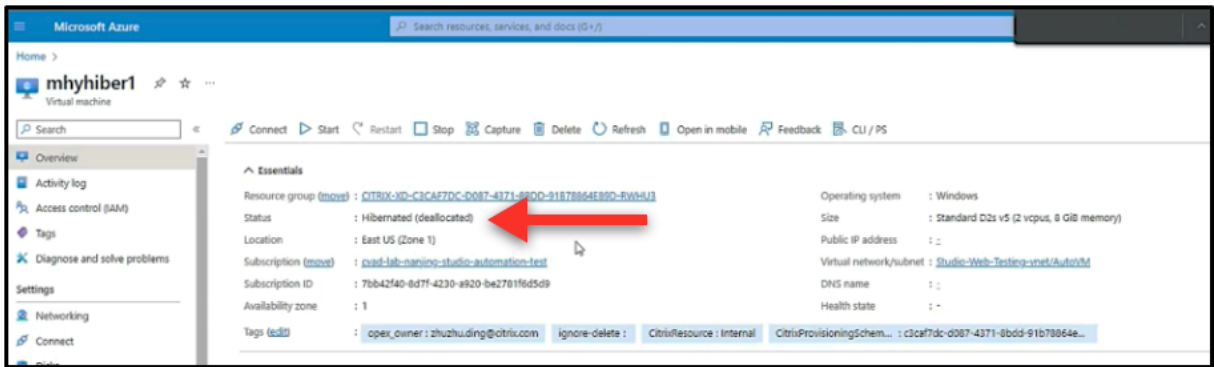 Microsoft Azure
Search resources, services, and docs (G+/)
Home >
mhyhiber1
Virtual machine
Search
Connect Start Restart Stop Capture Delete Refresh Open in mobile Feedback CLI / PS
Overview
Activity log
Access control (IAM)
Tags
Diagnose and solve problems
Settings
Networking
Connect
Essentials
Resource group (move) : CITRIX-XD-C3CAF7DC-D087-4371-8BDD-91B78864E89D-RWHU3
Status : Hibernated (deallocated)
Location : East US (Zone 1)
Subscription (move) : cvad-lab-nanjing-studio-automation-test
Subscription ID : 7bb42f40-8d7f-4230-a920-be2781f6d5d9
Availability zone : 1
Operating system : Windows
Size : Standard D2s v5 (2 vcpus, 8 GiB memory)
Public IP address : -
Virtual network/subnet : Studio-Web-Testing-vnet/AutoVM
DNS name : -
Health state : -
Tags (edit) : opex_owner : zhuzhu.ding@citrix.com ignore-delete : CitrixResource : Internal CitrixProvisioningSchem... : c3caf7dc-d087-4371-8bdd-91b78864e...